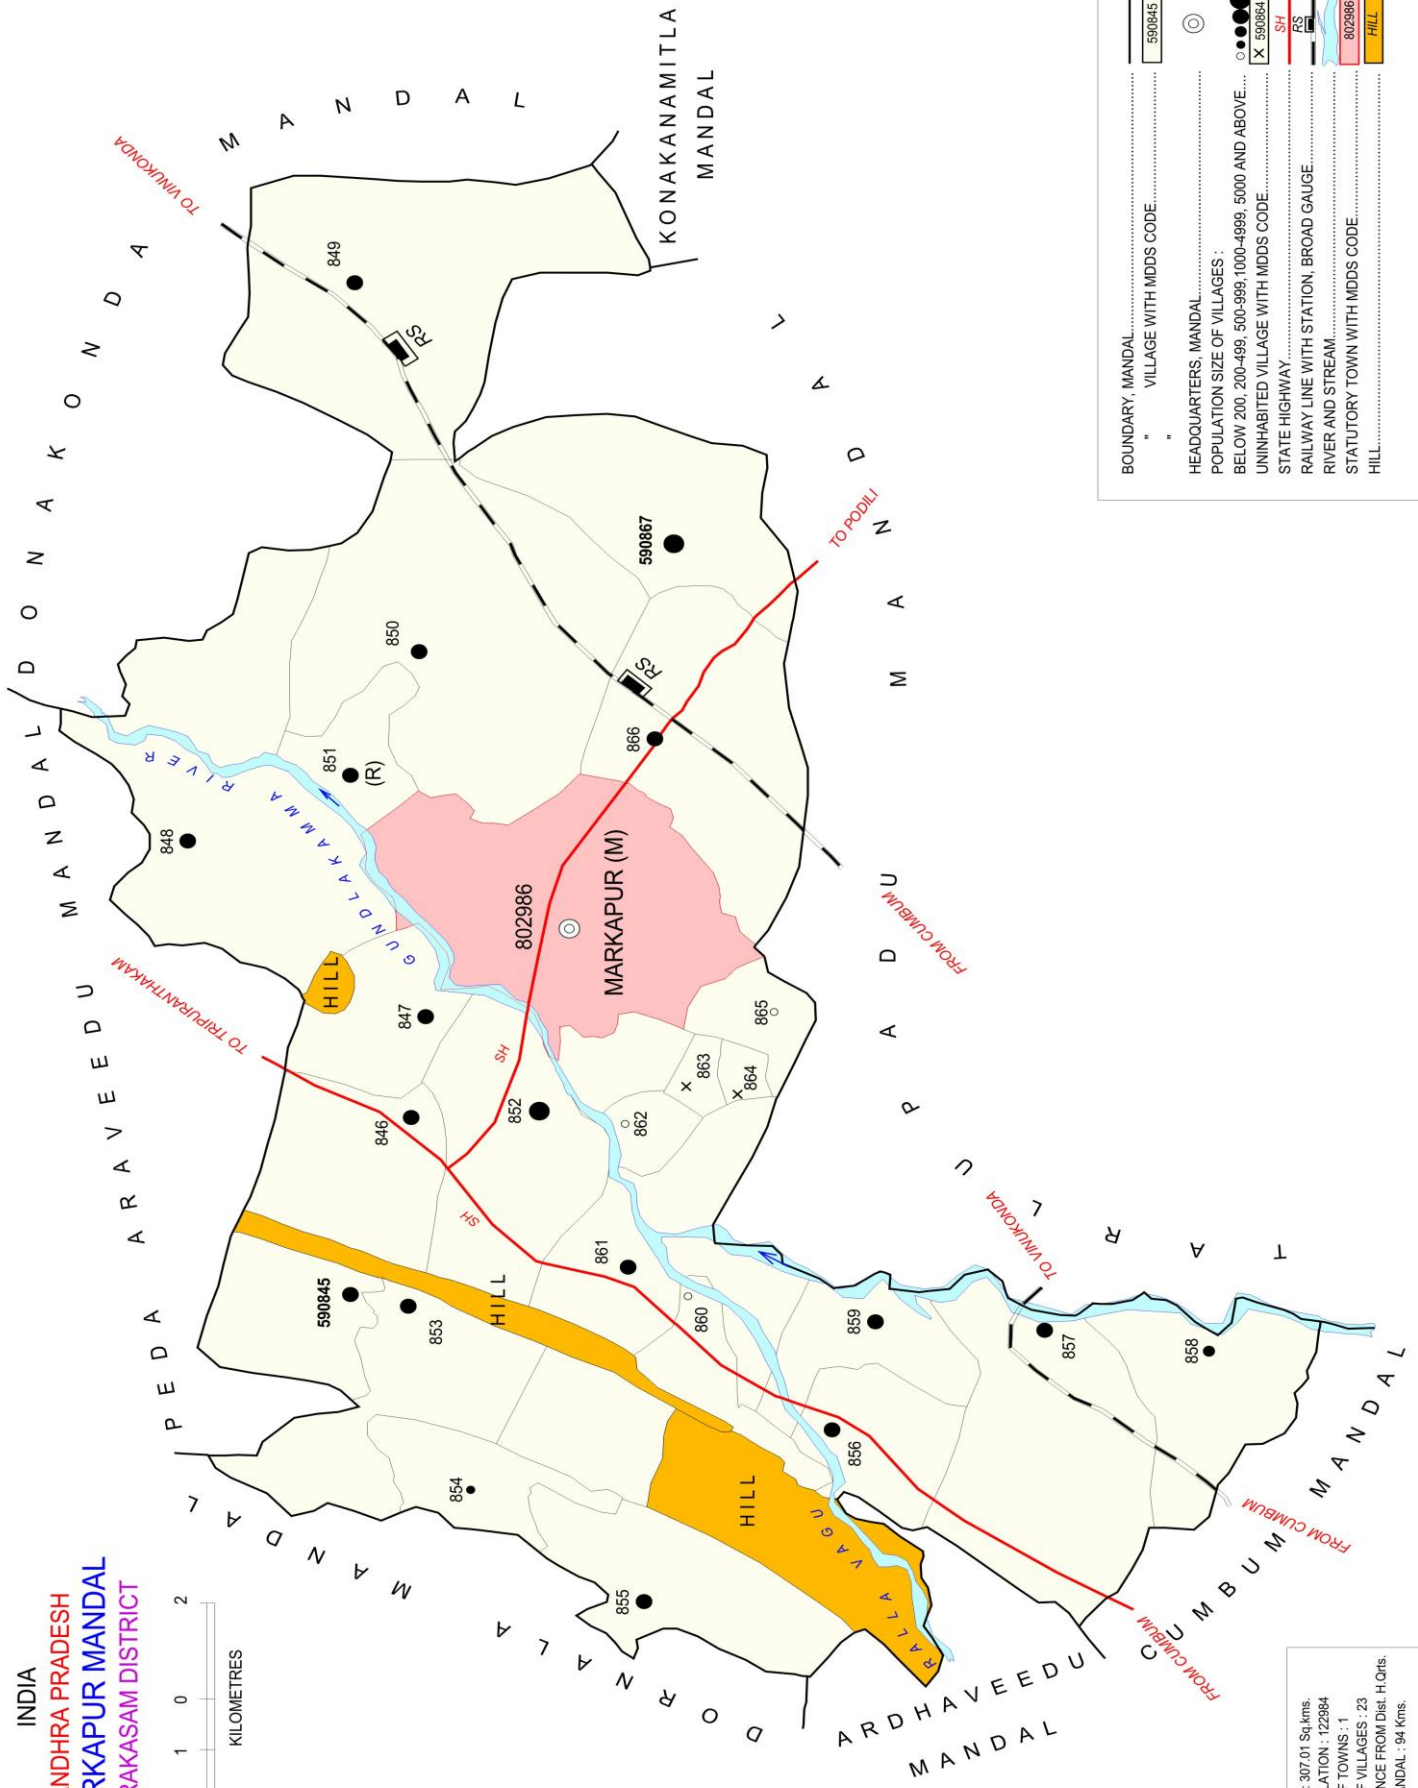 INDIA
NDHRA PRADESH
RKAPUR MANDAL
RAKASAM DISTRICT
1 0 2
KILOMETRES
PEDA ARAVEEDU MANDAL
DONAKONDA MANDAL
KONAKANAMITLA
MANDAL
TARLUPADU MANDAL
CUMBUM MANDAL
ARDHAVEEDU
MANDAL
DORNALA MANDAL
TO VINUKONDA
TO TRIPURANTHAKAM
TO PODILI
FROM CUMBUM
TO VINUKONDA
FROM CUMBUM
FROM CUMBUM
590845
846
847
848
849
850
851
(R)
852
853
854
855
856
857
858
859
860
861
862
863
864
865
866
590867
802986
MARKAPUR (M)
HILL
HILL
HILL
SH
SH
RS
RS
GUNDLAKAMMA RIVER
RALLA VAGU
BOUNDARY, MANDAL
" VILLAGE WITH MDDS CODE 590845
"
HEADQUARTERS, MANDAL
POPULATION SIZE OF VILLAGES :
BELOW 200, 200-499, 500-999,1000-4999, 5000 AND ABOVE
UNINHABITED VILLAGE WITH MDDS CODE 590864
STATE HIGHWAY SH
RAILWAY LINE WITH STATION, BROAD GAUGE RS
RIVER AND STREAM
STATUTORY TOWN WITH MDDS CODE 802986
HILL HILL
: 307.01 Sq.kms.
LATION : 122984
F TOWNS : 1
F VILLAGES : 23
NCE FROM Dist. H.Qrts.
NDAL : 94 Kms.